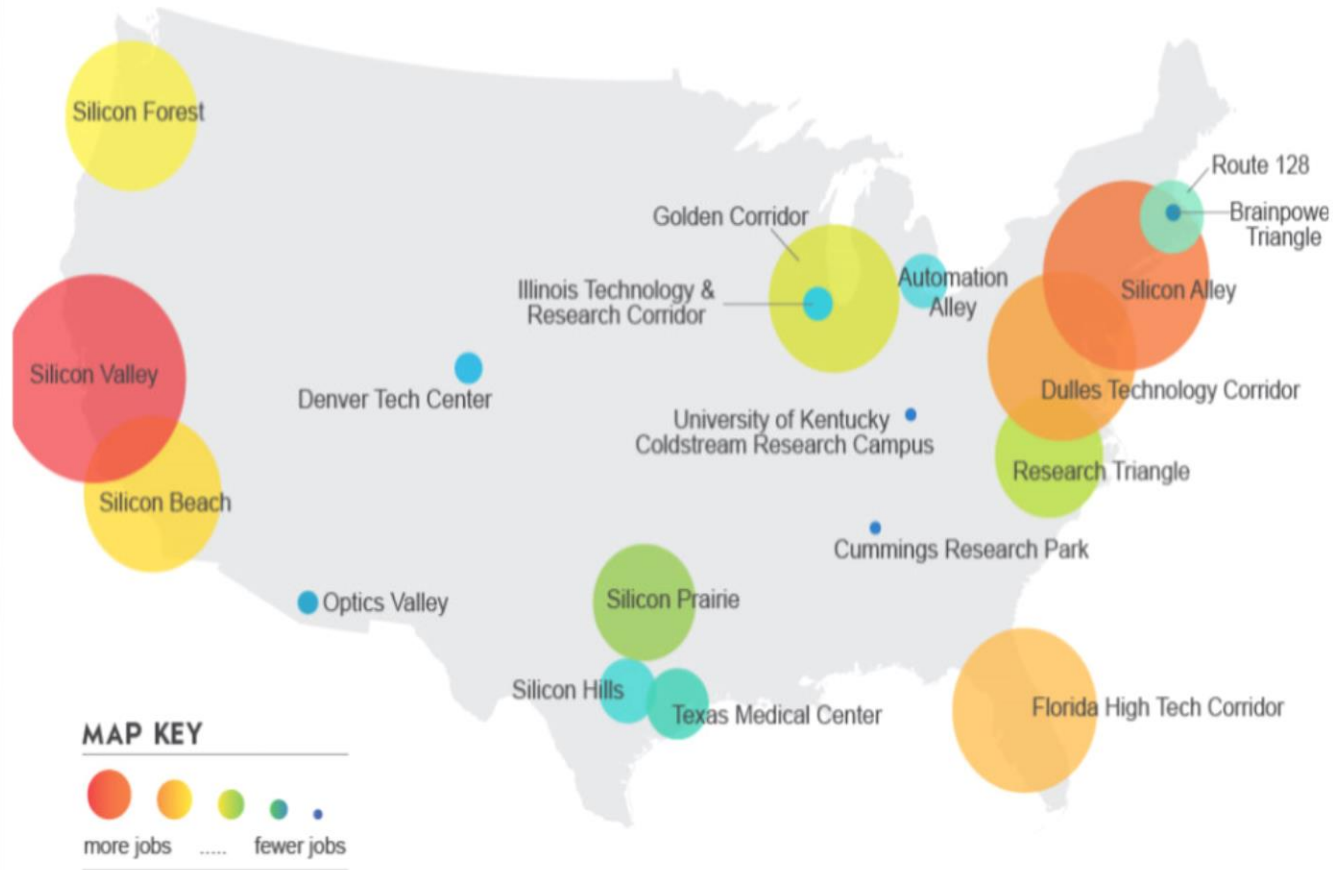 Silicon Forest
Route 128
Golden Corridor
Brainpowe
Triangle
Illinois Technology &
Research Corridor
Automation
Alley
Silicon Alley
Silicon Valley
Denver Tech Center
Dulles Technology Corridor
University of Kentucky
Coldstream Research Campus
Research Triangle
Silicon Beach
Cummings Research Park
Optics Valley
Silicon Prairie
Silicon Hills
Texas Medical Center
Florida High Tech Corridor
MAP KEY
more jobs ..... fewer jobs